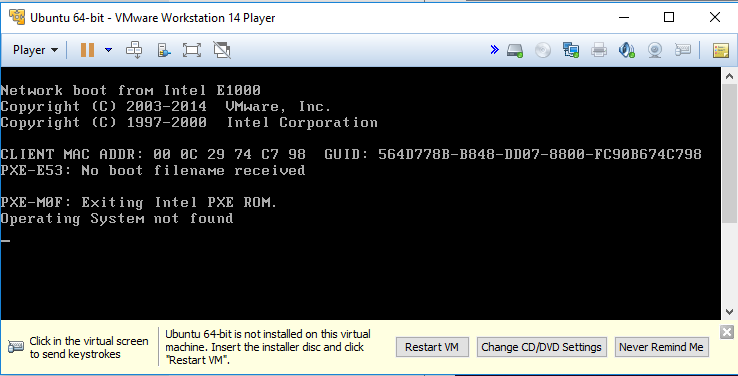 Ubuntu 64-bit - VMware Workstation 14 Player
Player
Network boot from Intel E1000
Copyright (C) 2003-2014  VMware, Inc.
Copyright (C) 1997-2000  Intel Corporation
CLIENT MAC ADDR: 00 0C 29 74 C7 98  GUID: 564D778B-B848-DD07-8800-FC90B674C798
PXE-E53: No boot filename received
PXE-M0F: Exiting Intel PXE ROM.
Operating System not found
Click in the virtual screen
to send keystrokes
Ubuntu 64-bit is not installed on this virtual
machine. Insert the installer disc and click
"Restart VM".
Restart VM
Change CD/DVD Settings
Never Remind Me